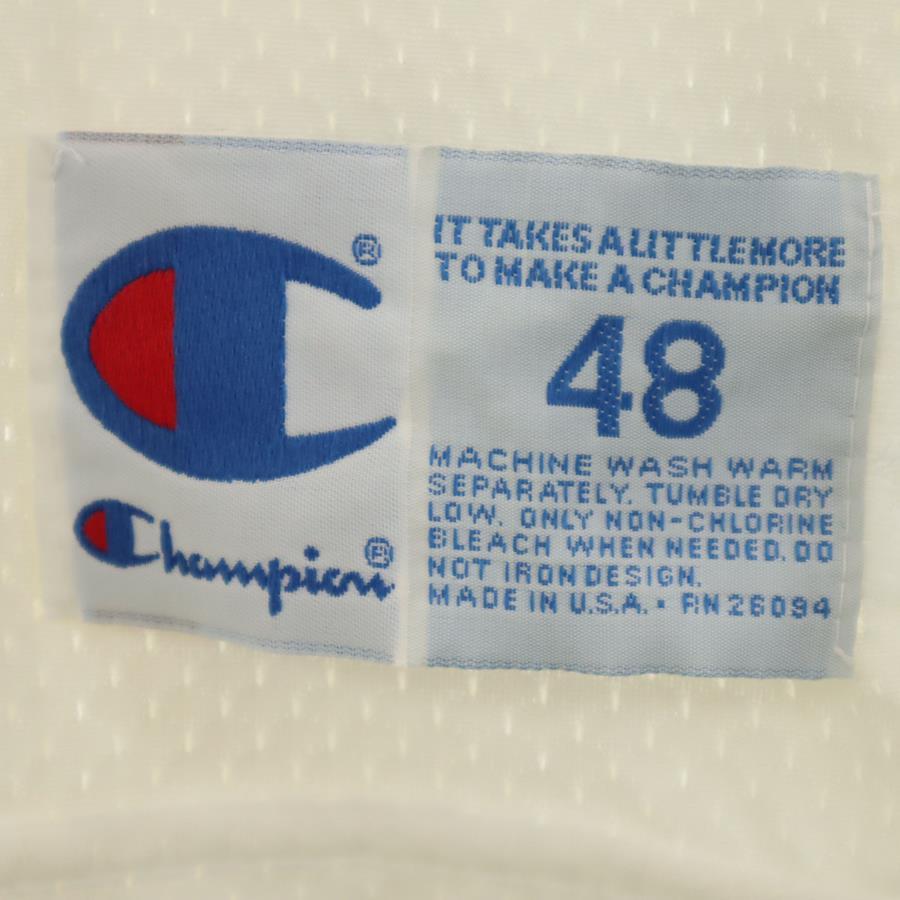 ®
Champion®
IT TAKES A LITTLE MORE
TO MAKE A CHAMPION
48
MACHINE WASH WARM
SEPARATELY. TUMBLE DRY
LOW. ONLY NON-CHLORINE
BLEACH WHEN NEEDED. DO
NOT IRON DESIGN.
MADE IN U.S.A. • RN 26094